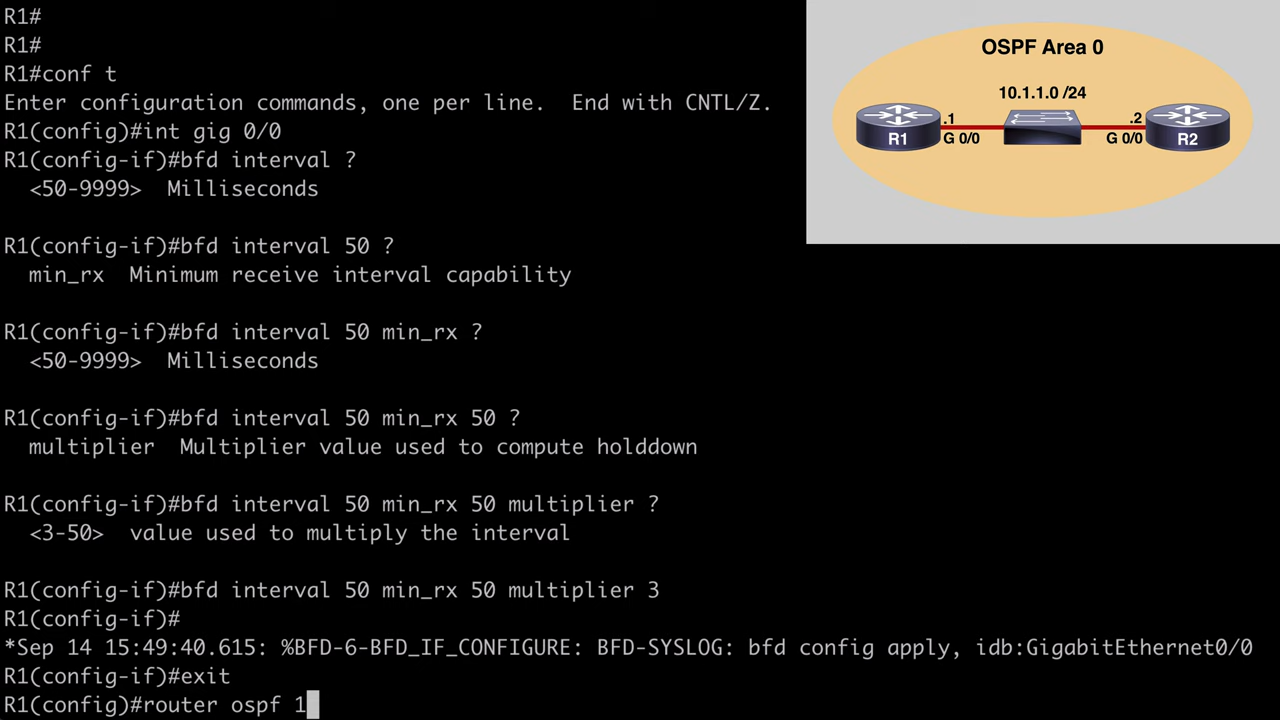 R1#
R1#
R1#conf t
Enter configuration commands, one per line.  End with CNTL/Z.
R1(config)#int gig 0/0
R1(config-if)#bfd interval ?
  <50-9999>  Milliseconds
R1(config-if)#bfd interval 50 ?
  min_rx  Minimum receive interval capability
R1(config-if)#bfd interval 50 min_rx ?
  <50-9999>  Milliseconds
R1(config-if)#bfd interval 50 min_rx 50 ?
  multiplier  Multiplier value used to compute holddown
R1(config-if)#bfd interval 50 min_rx 50 multiplier ?
  <3-50>  value used to multiply the interval
R1(config-if)#bfd interval 50 min_rx 50 multiplier 3
R1(config-if)#
*Sep 14 15:49:40.615: %BFD-6-BFD_IF_CONFIGURE: BFD-SYSLOG: bfd config apply, idb:GigabitEthernet0/0
R1(config-if)#exit
R1(config)#router ospf 1
OSPF Area 0
10.1.1.0 /24
.1
.2
R1
G 0/0
G 0/0
R2